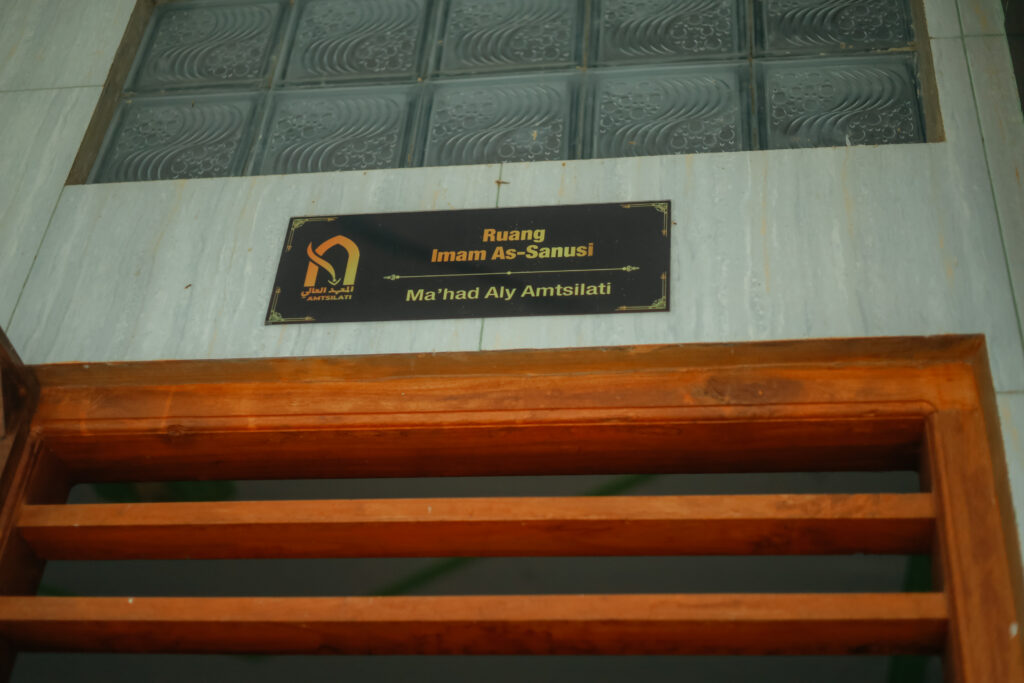 Ruang
Imam As-Sanusi
Ma'had Aly Amtsilati
المعهد العالي
AMTSILATI